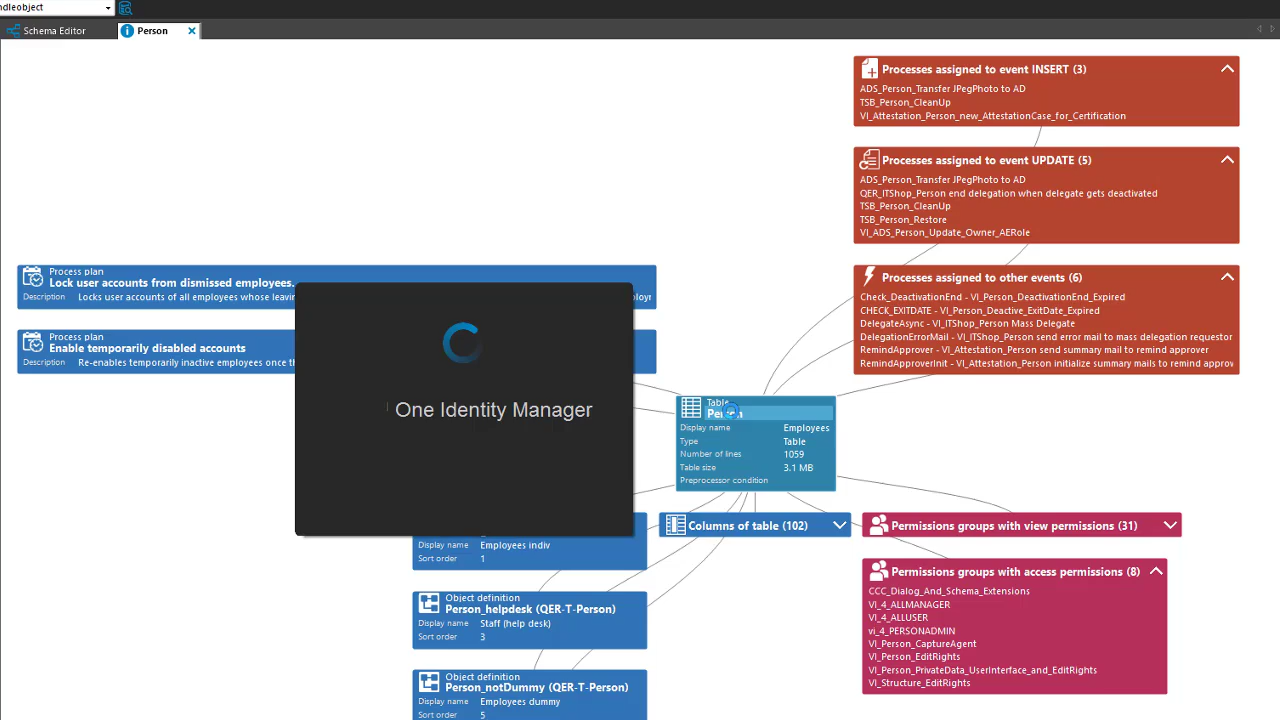 ndleobject
Schema Editor
Person
Processes assigned to event INSERT (3)
ADS_Person_Transfer JPegPhoto to AD
TSB_Person_CleanUp
VI_Attestation_Person_new_AttestationCase_for_Certification
Processes assigned to event UPDATE (5)
ADS_Person_Transfer JPegPhoto to AD
QER_ITShop_Person end delegation when delegate gets deactivated
TSB_Person_CleanUp
TSB_Person_Restore
VI_ADS_Person_Update_Owner_AERole
Processes assigned to other events (6)
Check_DeactivationEnd - VI_Person_DeactivationEnd_Expired
CHECK_EXITDATE - VI_Person_Deactive_ExitDate_Expired
DelegateAsync - VI_ITShop_Person Mass Delegate
DelegationErrorMail - VI_ITShop_Person send error mail to mass delegation requestor
RemindApprover - VI_Attestation_Person send summary mail to remind approver
RemindApproverInit - VI_Attestation_Person initialize summary mails to remind approv
Process plan
Lock user accounts from dismissed employees.
Description Locks user accounts of all employees whose leavin
Process plan
Enable temporarily disabled accounts
Description Re-enables temporarily inactive employees once th
One Identity Manager
Table
Person
Display name Employees
Type Table
Number of lines 1059
Table size 3.1 MB
Preprocessor condition
Columns of table (102)
Permissions groups with view permissions (31)
Permissions groups with access permissions (8)
CCC_Dialog_And_Schema_Extensions
VI_4_ALLMANAGER
VI_4_ALLUSER
vi_4_PERSONADMIN
VI_Person_CaptureAgent
VI_Person_EditRights
VI_Person_PrivateData_UserInterface_and_EditRights
VI_Structure_EditRights
Display name Employees indiv
Sort order 1
Object definition
Person_helpdesk (QER-T-Person)
Display name Staff (help desk)
Sort order 3
Object definition
Person_notDummy (QER-T-Person)
Display name Employees dummy
Sort order 5